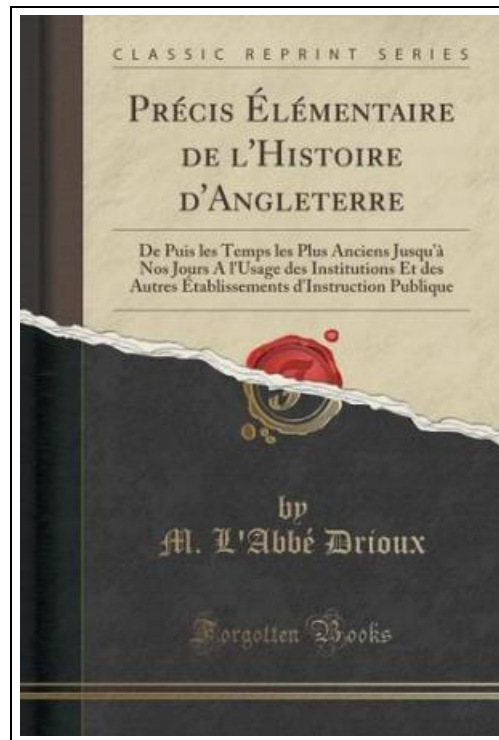 CLASSIC REPRINT SERIES
PRÉCIS ÉLÉMENTAIRE
DE L'HISTOIRE
D'ANGLETERRE
De Puis les Temps les Plus Anciens Jusqu'à
Nos Jours A l'Usage des Institutions Et des
Autres Établissements d'Instruction Publique
by
M. L'Abbé Drioux
Forgotten Books